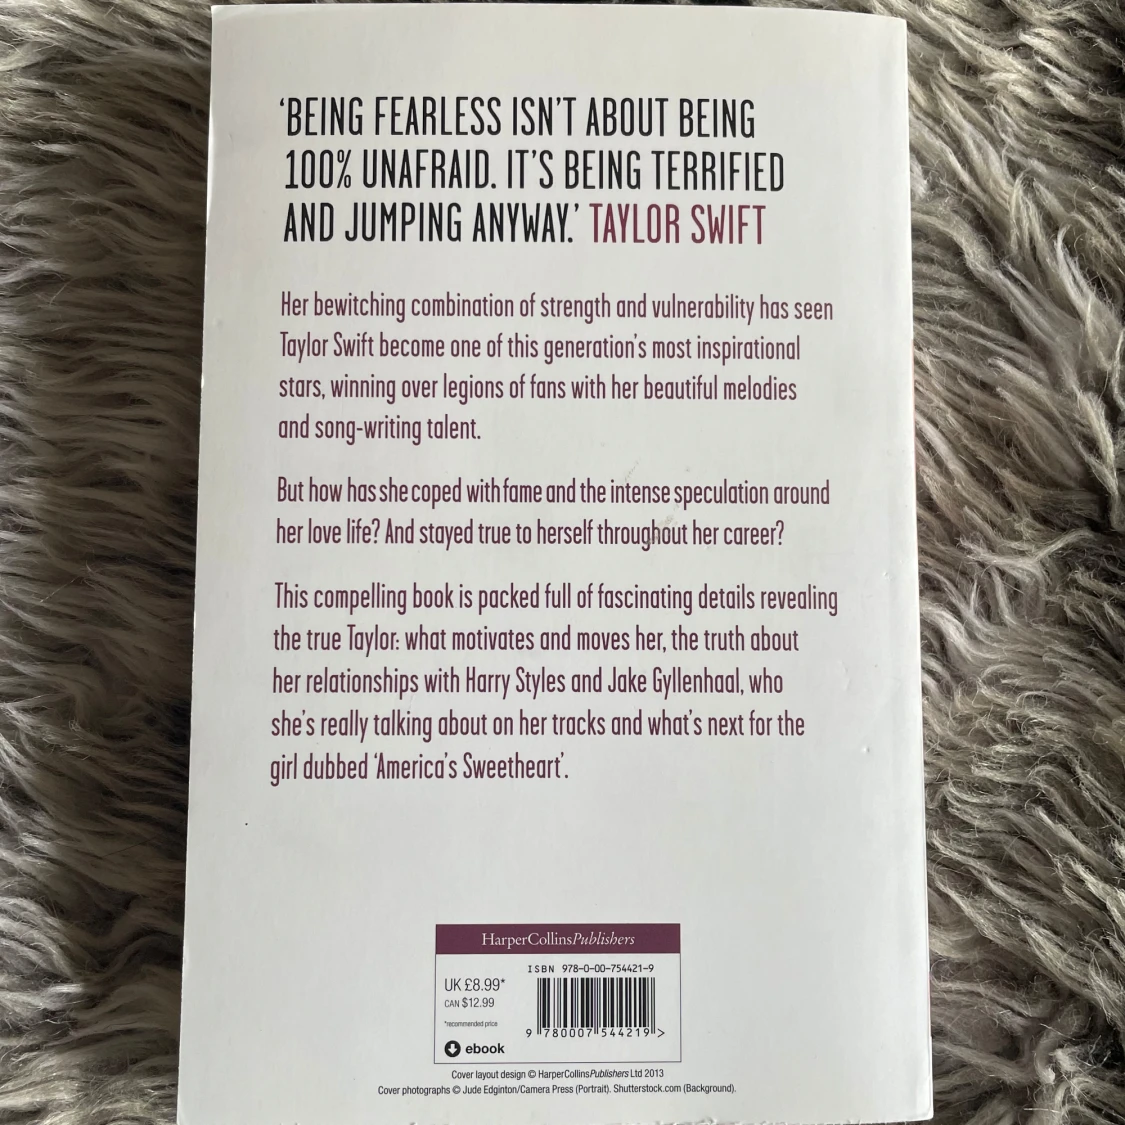 ‘BEING FEARLESS ISN’T ABOUT BEING
100% UNAFRAID. IT’S BEING TERRIFIED
AND JUMPING ANYWAY.’ TAYLOR SWIFT
Her bewitching combination of strength and vulnerability has seen
Taylor Swift become one of this generation’s most inspirational
stars, winning over legions of fans with her beautiful melodies
and song-writing talent.
But how has she coped with fame and the intense speculation around
her love life? And stayed true to herself throughout her career?
This compelling book is packed full of fascinating details revealing
the true Taylor: what motivates and moves her, the truth about
her relationships with Harry Styles and Jake Gyllenhaal, who
she’s really talking about on her tracks and what’s next for the
girl dubbed ‘America’s Sweetheart’.
HarperCollinsPublishers
ISBN 978-0-00-754421-9
UK £8.99*
CAN $12.99
*recommended price
9 780007 544219 >
ebook
Cover layout design © HarperCollinsPublishers Ltd 2013
Cover photographs © Jude Edginton/Camera Press (Portrait). Shutterstock.com (Background).